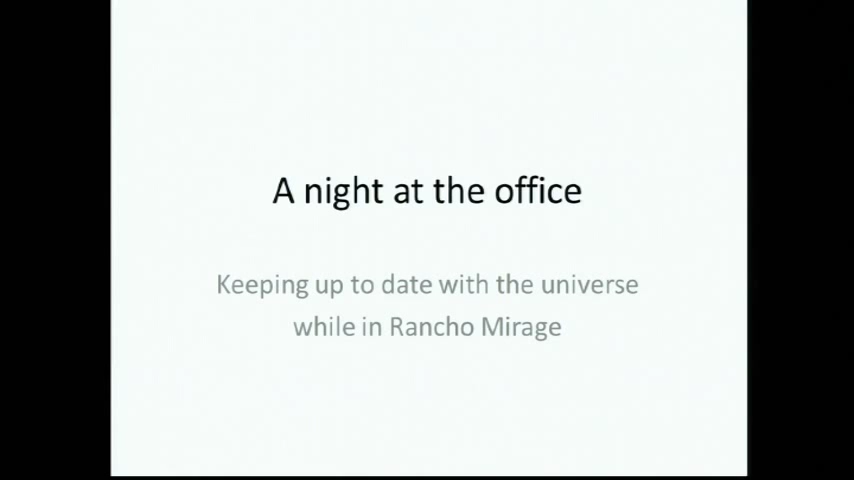 A night at the office
Keeping up to date with the universe
while in Rancho Mirage